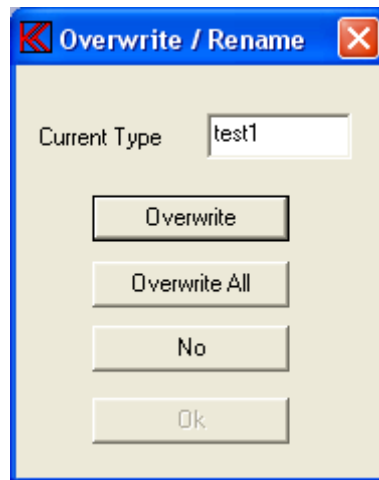 Overwrite / Rename
Current Type test1
Overwrite
Overwrite All
No
Ok